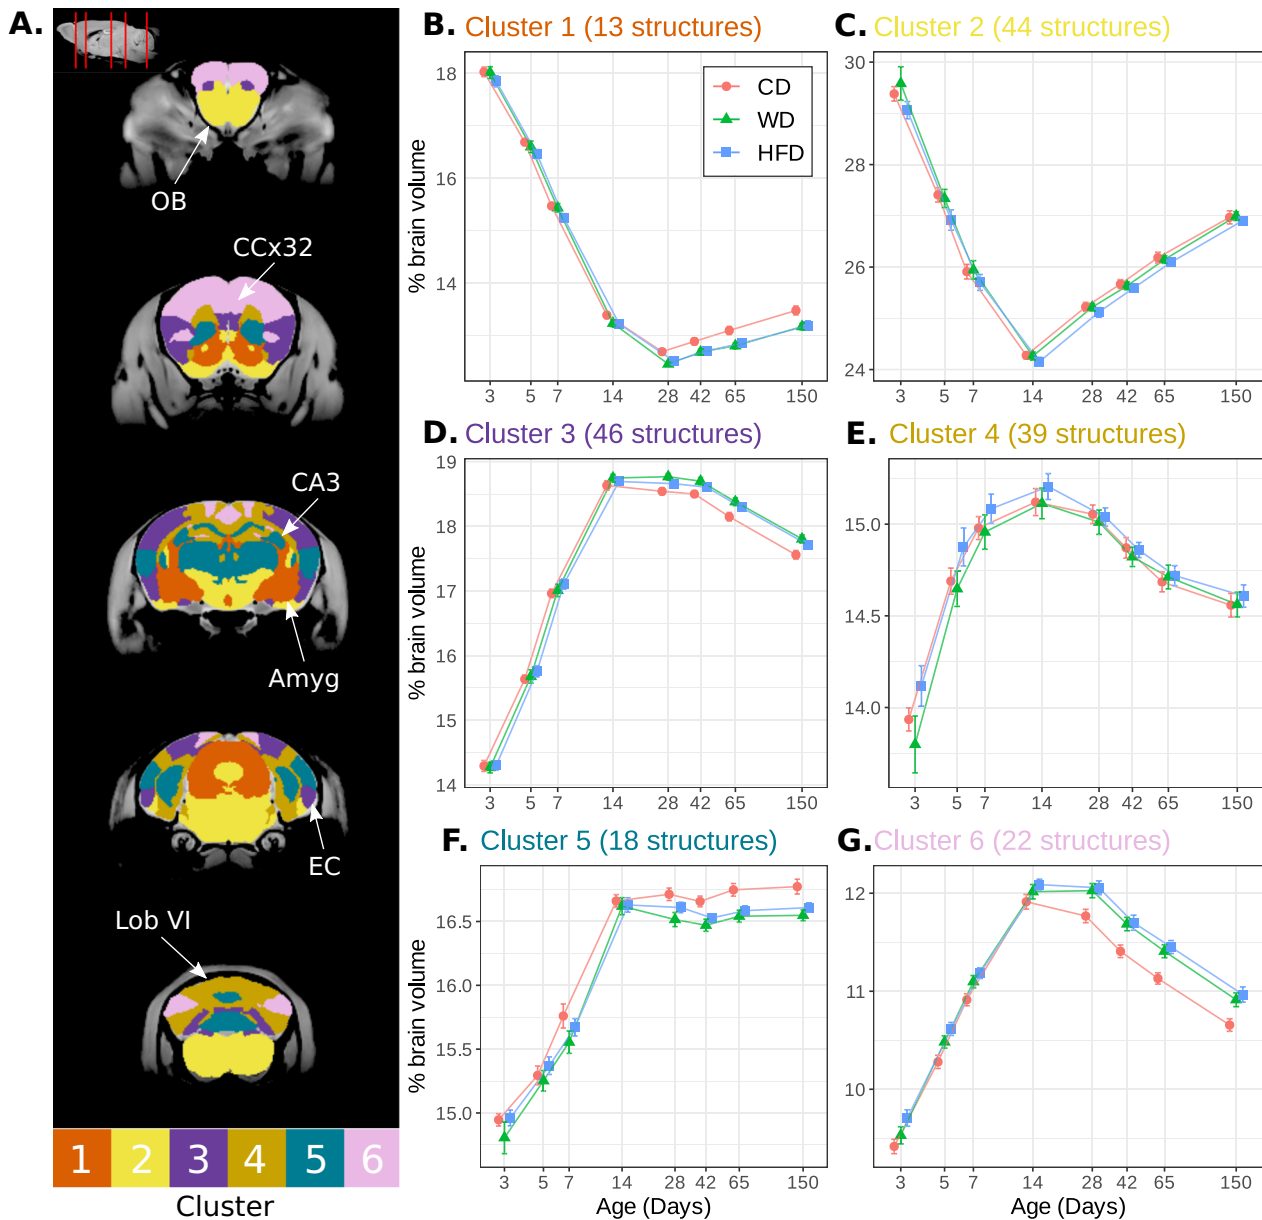 A.
OB
CCx32
CA3
Amyg
EC
Lob VI
1 2 3 4 5 6
Cluster
B. Cluster 1 (13 structures)
% brain volume
18
16
14
CD
WD
HFD
3 5 7 14 28 42 65 150
C. Cluster 2 (44 structures)
30
28
26
24
3 5 7 14 28 42 65 150
D. Cluster 3 (46 structures)
% brain volume
19
18
17
16
15
14
3 5 7 14 28 42 65 150
E. Cluster 4 (39 structures)
15.0
14.5
14.0
3 5 7 14 28 42 65 150
F. Cluster 5 (18 structures)
% brain volume
16.5
16.0
15.5
15.0
3 5 7 14 28 42 65 150
Age (Days)
G. Cluster 6 (22 structures)
12
11
10
3 5 7 14 28 42 65 150
Age (Days)